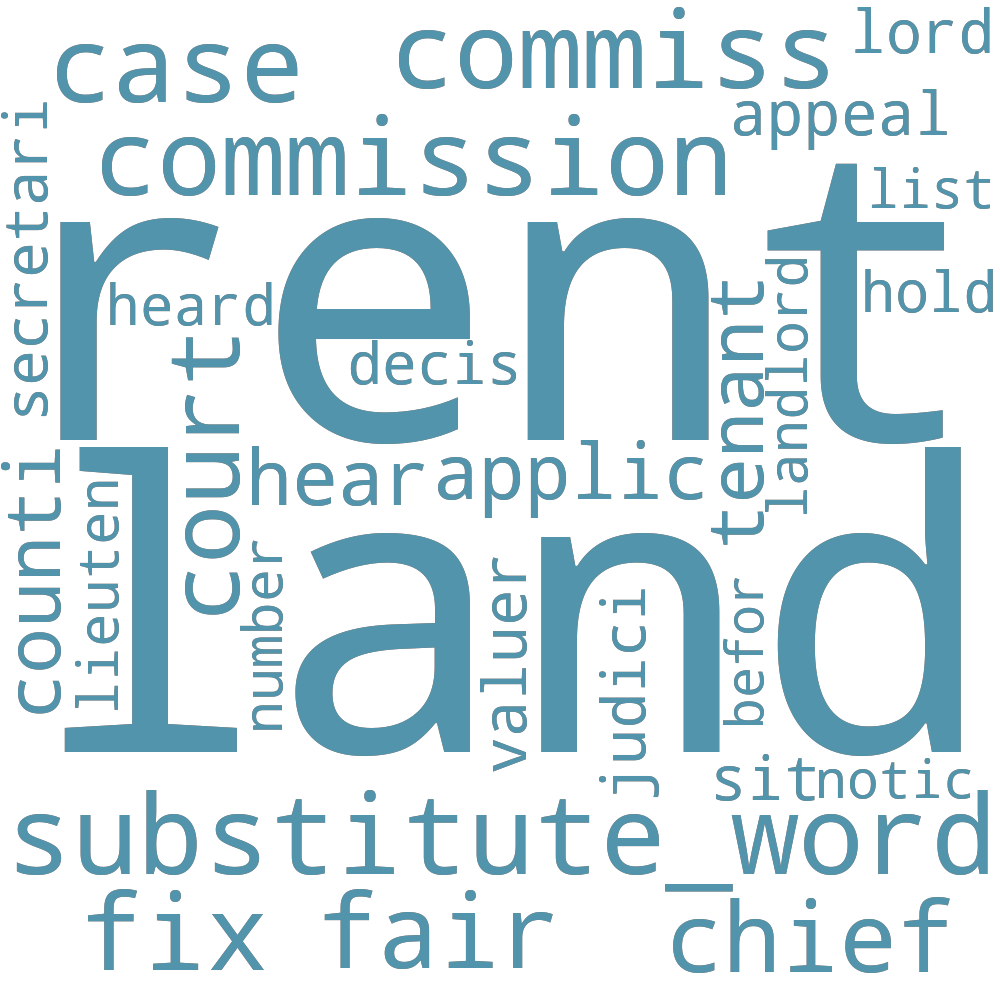 case
commiss
lord
commission
appeal
secretari
rent
list
heard
hold
decis
court
tenant
landlord
counti
lieuten
hear
applic
land
number
valuer
judici
befor
sit
notic
substitute_word
fix
fair
chief